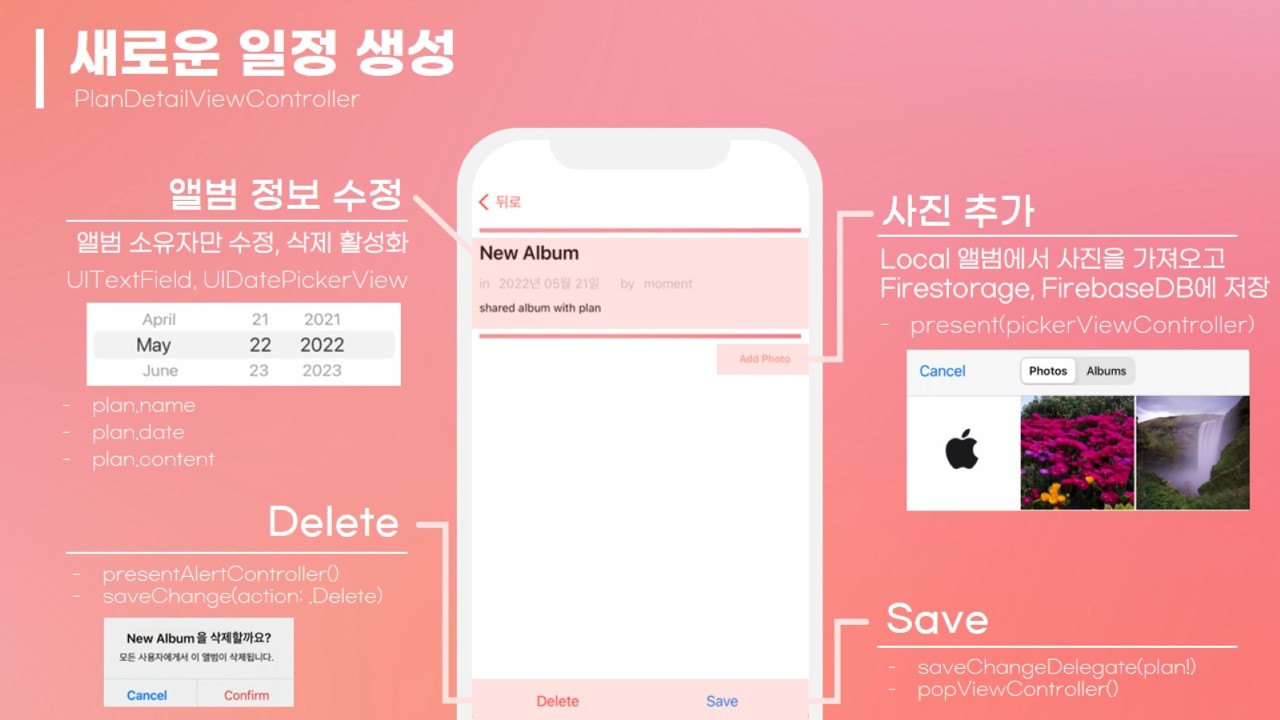 새로운 일정 생성
PlanDetailViewController
앨범 정보 수정
앨범 소유자만 수정, 삭제 활성화
UITextField, UIDatePickerView
April 21 2021
May 22 2022
June 23 2023
- plan.name
- plan.date
- plan.content
Delete
- presentAlertController()
- saveChange(action: .Delete)
New Album을 삭제할까요?
모든 사용자에게서 이 앨범이 삭제됩니다.
Cancel Confirm
뒤로
New Album
in 2022년 05월 21일 by moment
shared album with plan
Add Photo
Delete Save
사진 추가
Local 앨범에서 사진을 가져오고
Firestorage, FirebaseDB에 저장
- present(pickerViewController)
Cancel Photos Albums
Save
- saveChangeDelegate(plan!)
- popViewController()